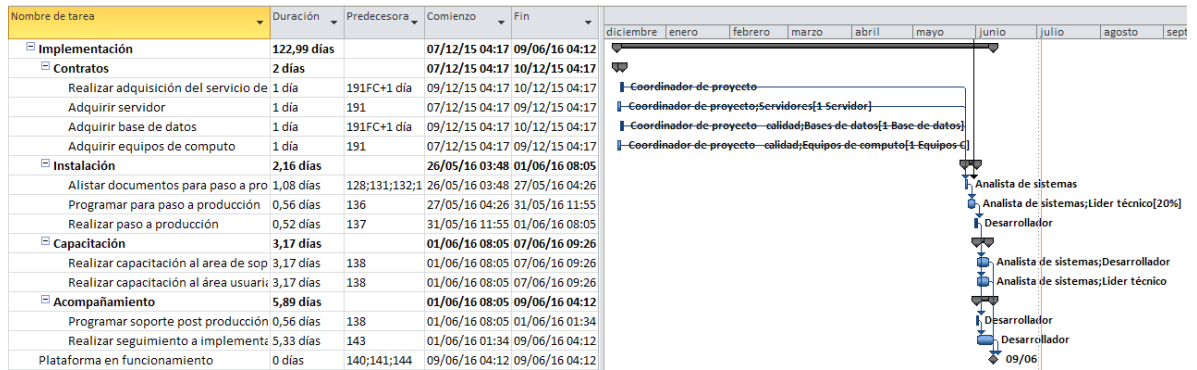 Nombre de tarea Duración Predecesora Comienzo Fin
diciembre enero febrero marzo abril mayo junio julio agosto sept
Implementación 122,99 días 07/12/15 04:17 09/06/16 04:12
Contratos 2 días 07/12/15 04:17 10/12/15 04:17
Realizar adquisición del servicio de 1 día 191FC+1 día 09/12/15 04:17 10/12/15 04:17 Coordinador de proyecto
Adquirir servidor 1 día 191 07/12/15 04:17 09/12/15 04:17 Coordinador de proyecto;Servidores[1 Servidor]
Adquirir base de datos 1 día 191FC+1 día 09/12/15 04:17 10/12/15 04:17 Coordinador de proyecto calidad;Bases de datos[1 Base de datos]
Adquirir equipos de computo 1 día 191 07/12/15 04:17 09/12/15 04:17 Coordinador de proyecto calidad;Equipos de computo[1 Equipos C]
Instalación 2,16 días 26/05/16 03:48 01/06/16 08:05
Alistar documentos para paso a pro 1,08 días 128;131;132;1 26/05/16 03:48 27/05/16 04:26 Analista de sistemas
Programar para paso a producción 0,56 días 136 27/05/16 04:26 31/05/16 11:55 Analista de sistemas;Lider técnico[20%]
Realizar paso a producción 0,52 días 137 31/05/16 11:55 01/06/16 08:05 Desarrollador
Capacitación 3,17 días 01/06/16 08:05 07/06/16 09:26
Realizar capacitación al area de sop 3,17 días 138 01/06/16 08:05 07/06/16 09:26 Analista de sistemas;Desarrollador
Realizar capacitación al área usuaria 3,17 días 138 01/06/16 08:05 07/06/16 09:26 Analista de sistemas;Lider técnico
Acompañamiento 5,89 días 01/06/16 08:05 09/06/16 04:12
Programar soporte post producción 0,56 días 138 01/06/16 08:05 01/06/16 01:34 Desarrollador
Realizar seguimiento a implementa 5,33 días 143 01/06/16 01:34 09/06/16 04:12 Desarrollador
Plataforma en funcionamiento 0 días 140;141;144 09/06/16 04:12 09/06/16 04:12 09/06